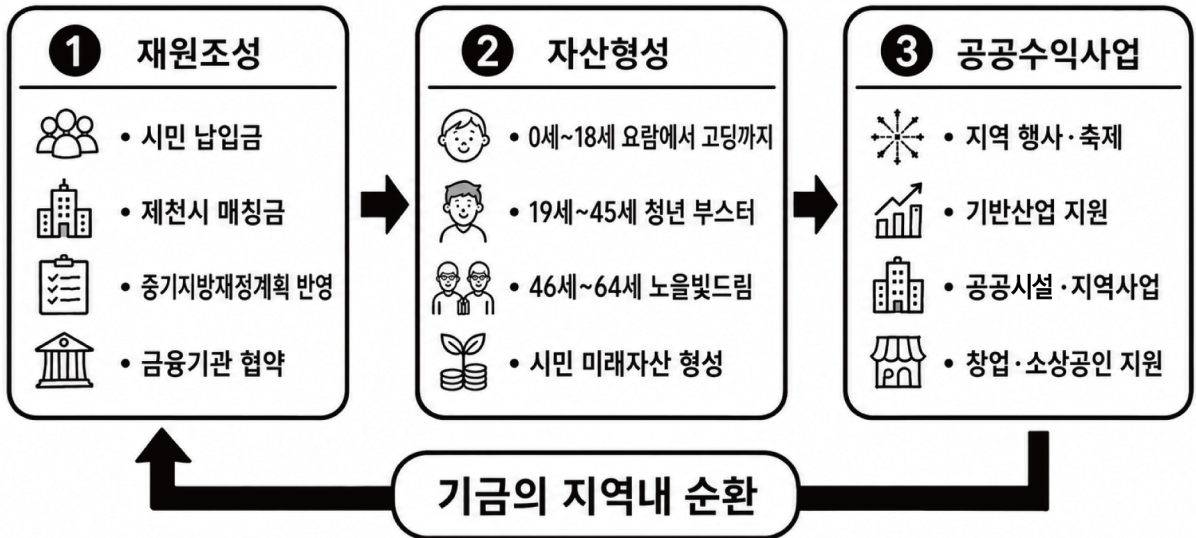 1 재원조성
• 시민 납입금
• 제천시 매칭금
• 중기지방재정계획 반영
• 금융기관 협약
2 자산형성
• 0세~18세 요람에서 고딩까지
• 19세~45세 청년 부스터
• 46세~64세 노을빛드림
• 시민 미래자산 형성
3 공공수익사업
• 지역 행사·축제
• 기반산업 지원
• 공공시설·지역사업
• 창업·소상공인 지원
기금의 지역내 순환